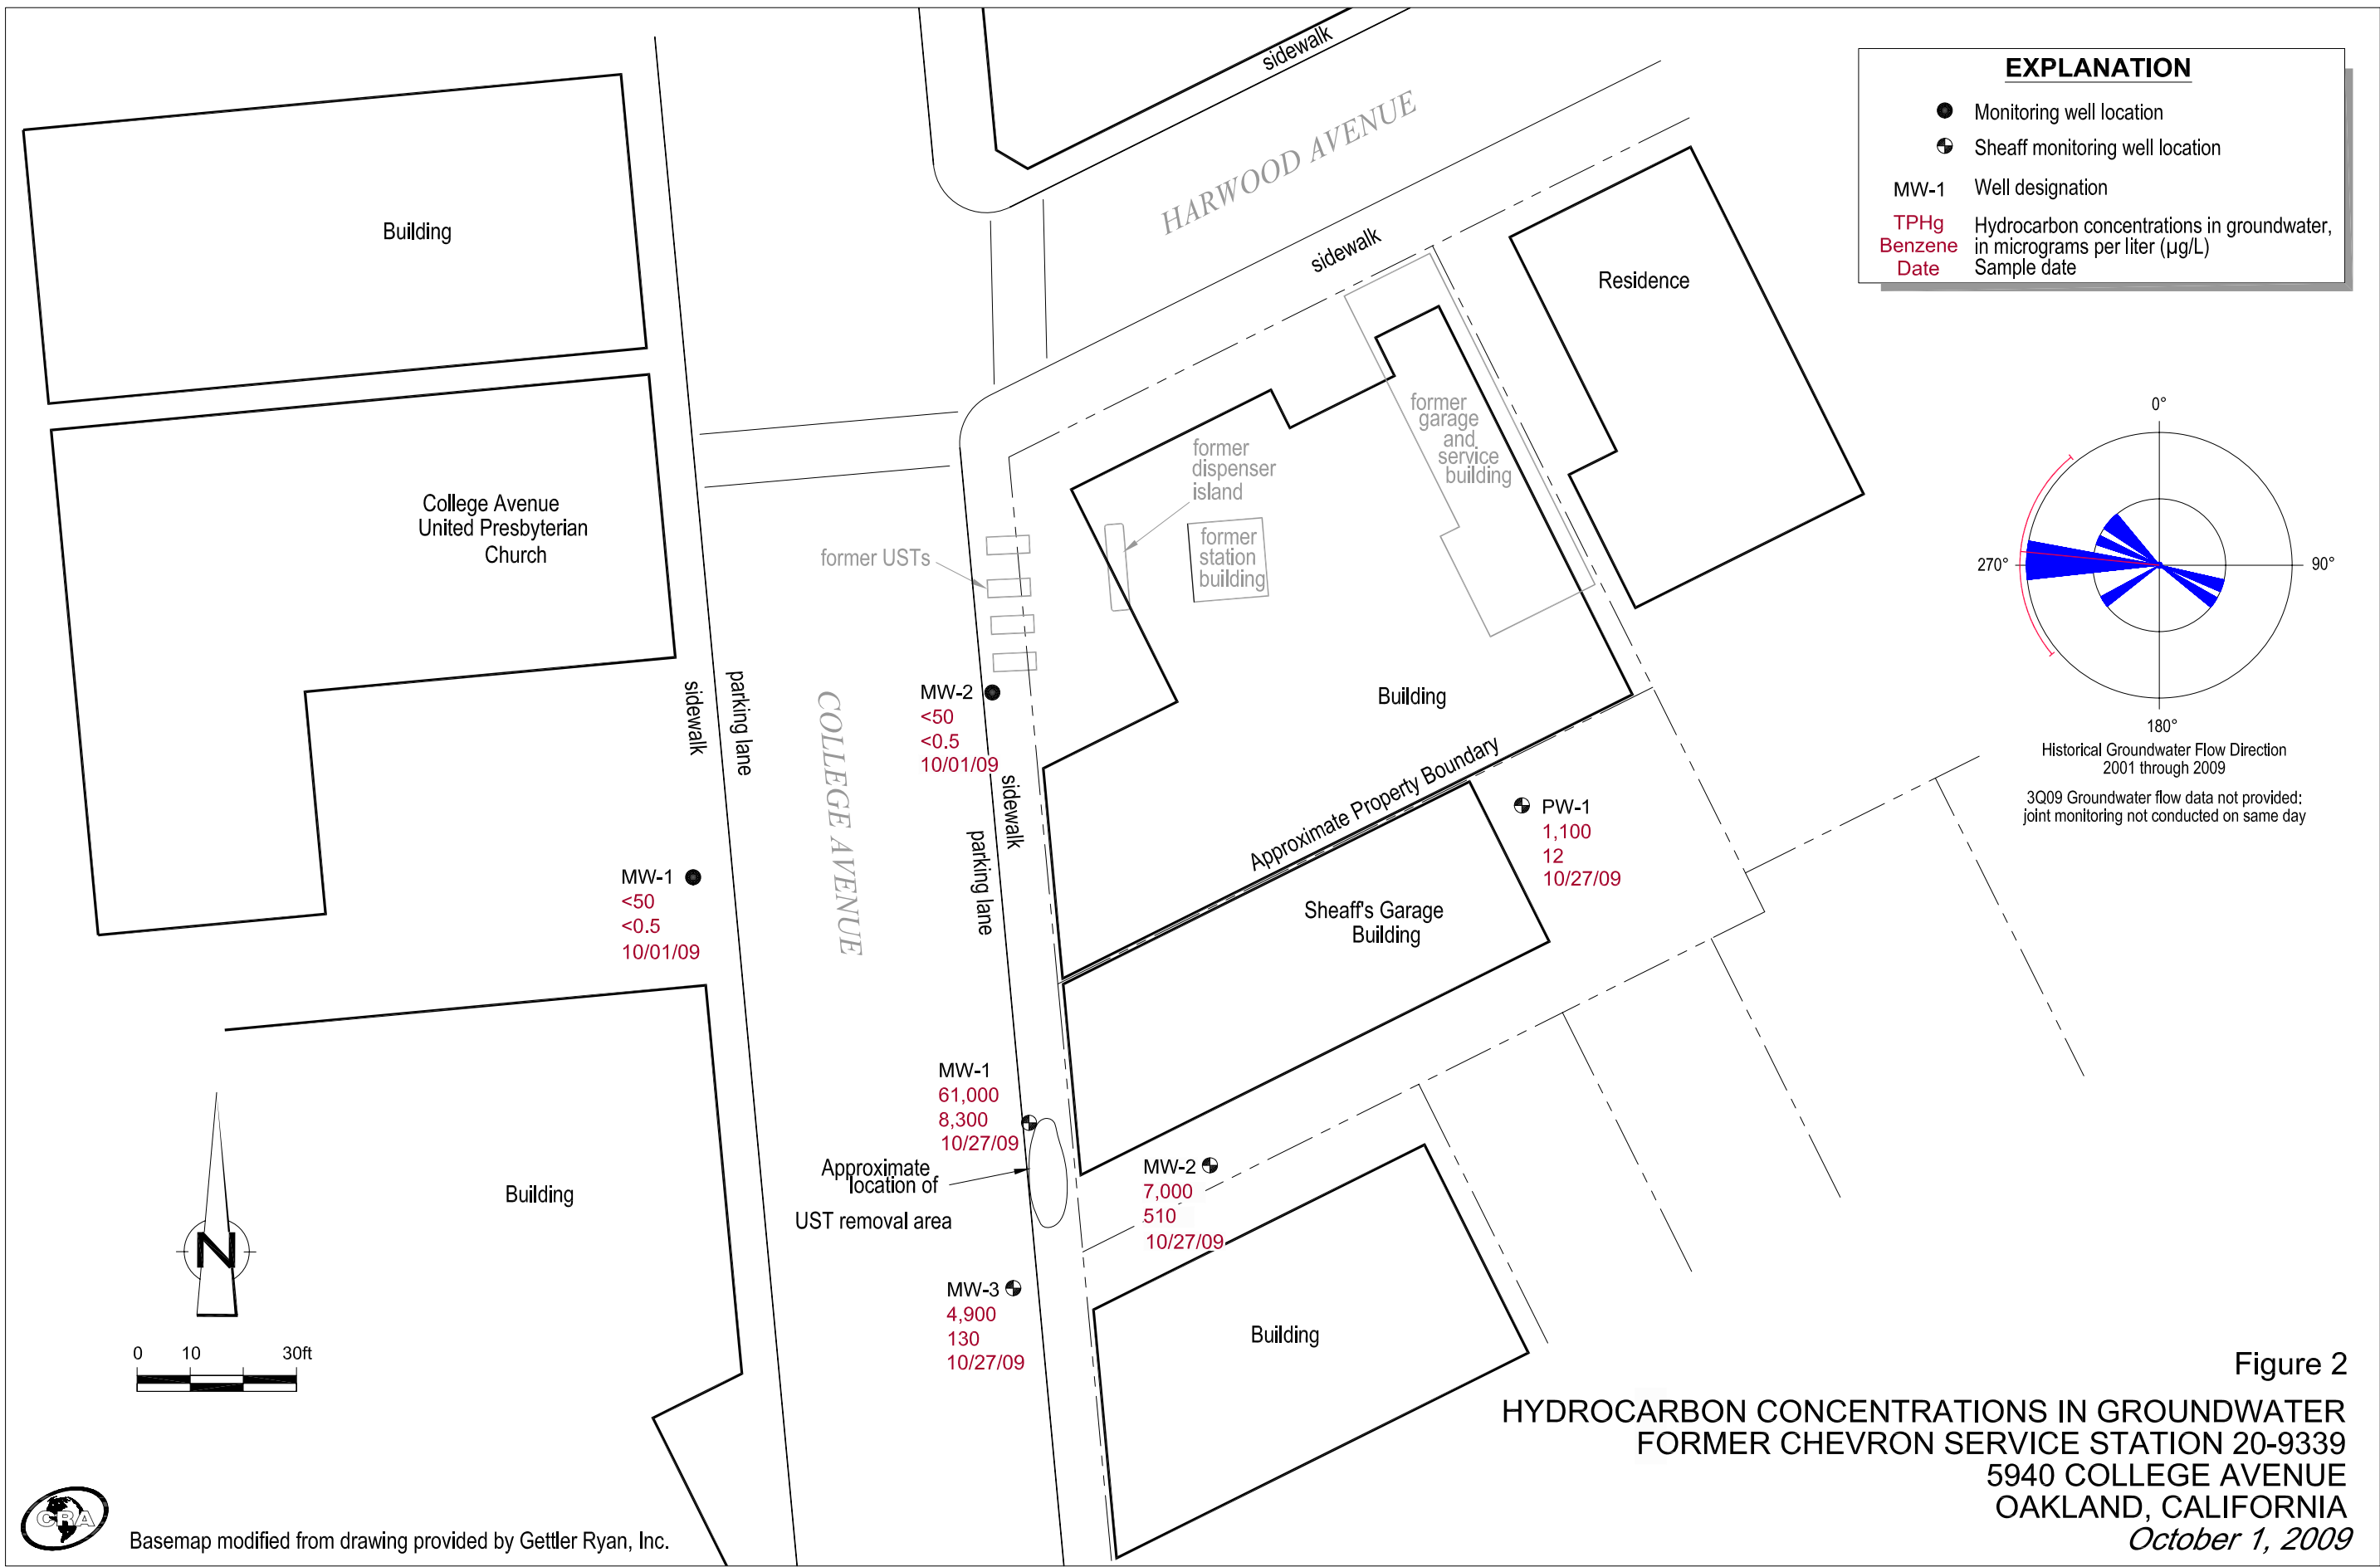 sidewalk
HARWOOD AVENUE
sidewalk
EXPLANATION
Monitoring well location
Sheaff monitoring well location
MW-1 Well designation
TPHg Hydrocarbon concentrations in groundwater,
Benzene in micrograms per liter (µg/L)
Date Sample date
Building
Residence
College Avenue
United Presbyterian
Church
former
garage
and
service
building
former
dispenser
island
former
station
building
former USTs
0°
270°
90°
180°
Historical Groundwater Flow Direction
2001 through 2009
3Q09 Groundwater flow data not provided:
joint monitoring not conducted on same day
sidewalk
parking lane
COLLEGE AVENUE
MW-2
<50
<0.5
10/01/09
sidewalk
parking lane
Building
Approximate Property Boundary
PW-1
1,100
12
10/27/09
MW-1
<50
<0.5
10/01/09
Sheaff's Garage
Building
MW-1
61,000
8,300
10/27/09
Approximate
location of
UST removal area
MW-2
7,000
510
10/27/09
Building
MW-3
4,900
130
10/27/09
Building
N
0 10 30ft
Figure 2
HYDROCARBON CONCENTRATIONS IN GROUNDWATER
FORMER CHEVRON SERVICE STATION 20-9339
5940 COLLEGE AVENUE
OAKLAND, CALIFORNIA
October 1, 2009
CRA
Basemap modified from drawing provided by Gettler Ryan, Inc.